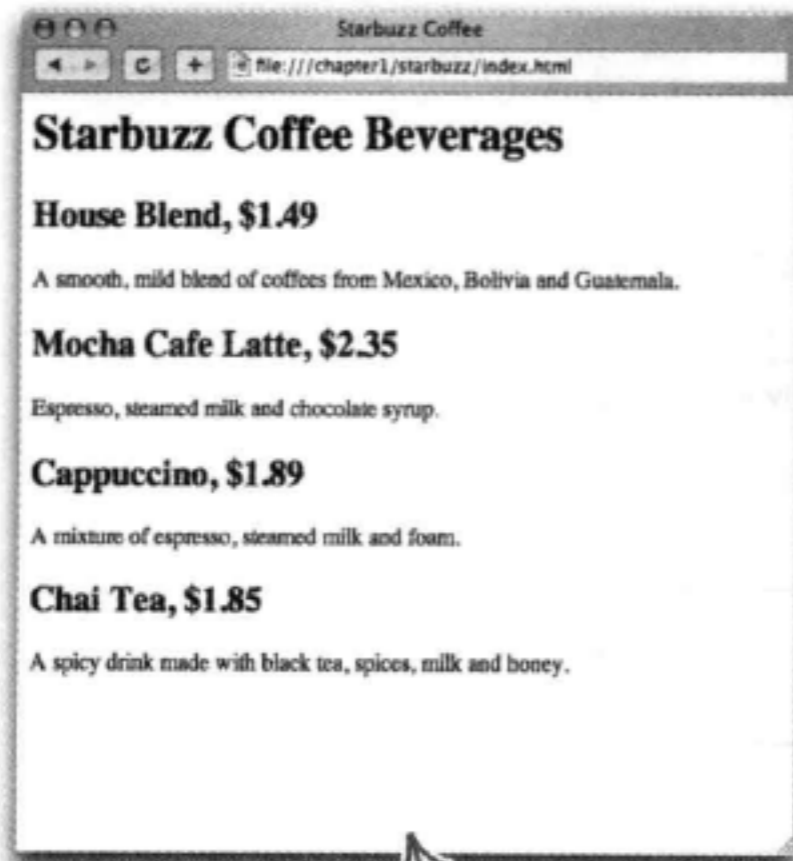 Starbuzz Coffee
file:///chapter1/starbuzz/index.html
Starbuzz Coffee Beverages
House Blend, $1.49
A smooth, mild blend of coffees from Mexico, Bolivia and Guatemala.
Mocha Cafe Latte, $2.35
Espresso, steamed milk and chocolate syrup.
Cappuccino, $1.89
A mixture of espresso, steamed milk and foam.
Chai Tea, $1.85
A spicy drink made with black tea, spices, milk and honey.